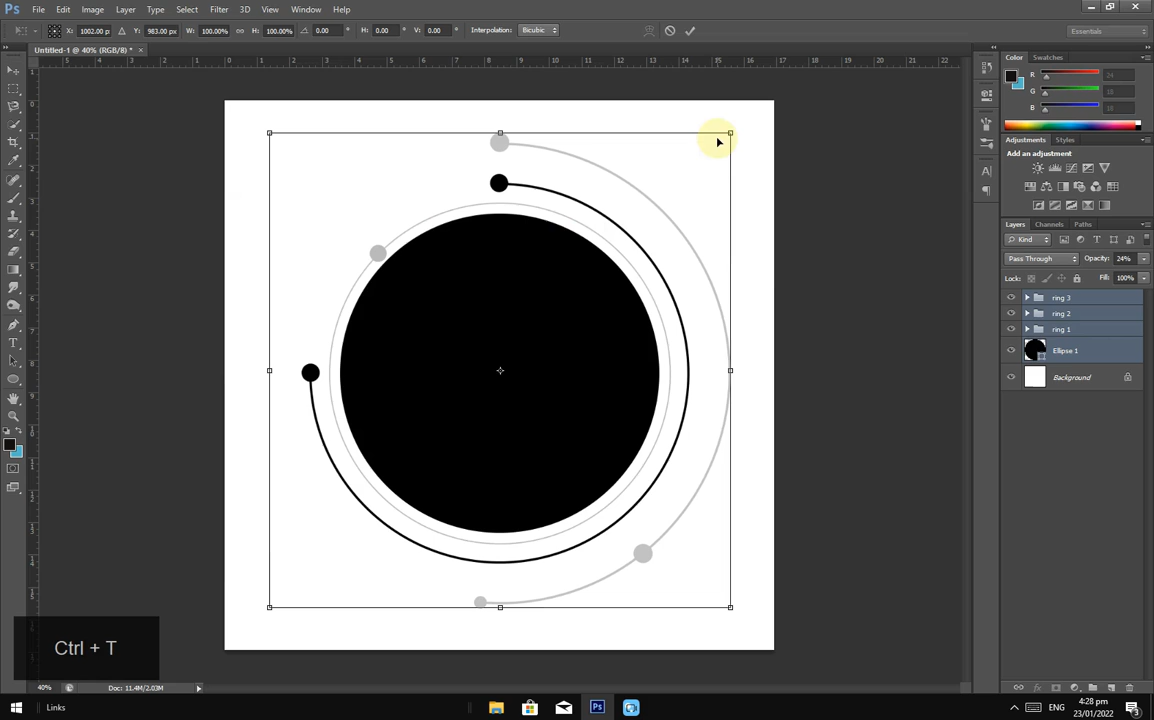 Ps File Edit Image Layer Type Select Filter 3D View Window Help
X: 1002.00 p: Y: 983.00 px W: 100.00% H: 100.00% 0.00 ° H: 0.00 ° V: 0.00 ° Interpolation: Bicubic Essentials
Untitled-1 @ 40% (RGB/8) * ×
Color Swatches
R 24
G 18
B 18
Adjustments Styles
Add an adjustment
Layers Channels Paths
Kind
Pass Through Opacity: 24%
Lock: Fill: 100%
ring 3
ring 2
ring 1
Ellipse 1
Background
Ctrl + T
40% Doc: 11.4M/2.03M
Links ENG 4:28 pm
23/01/2022 3